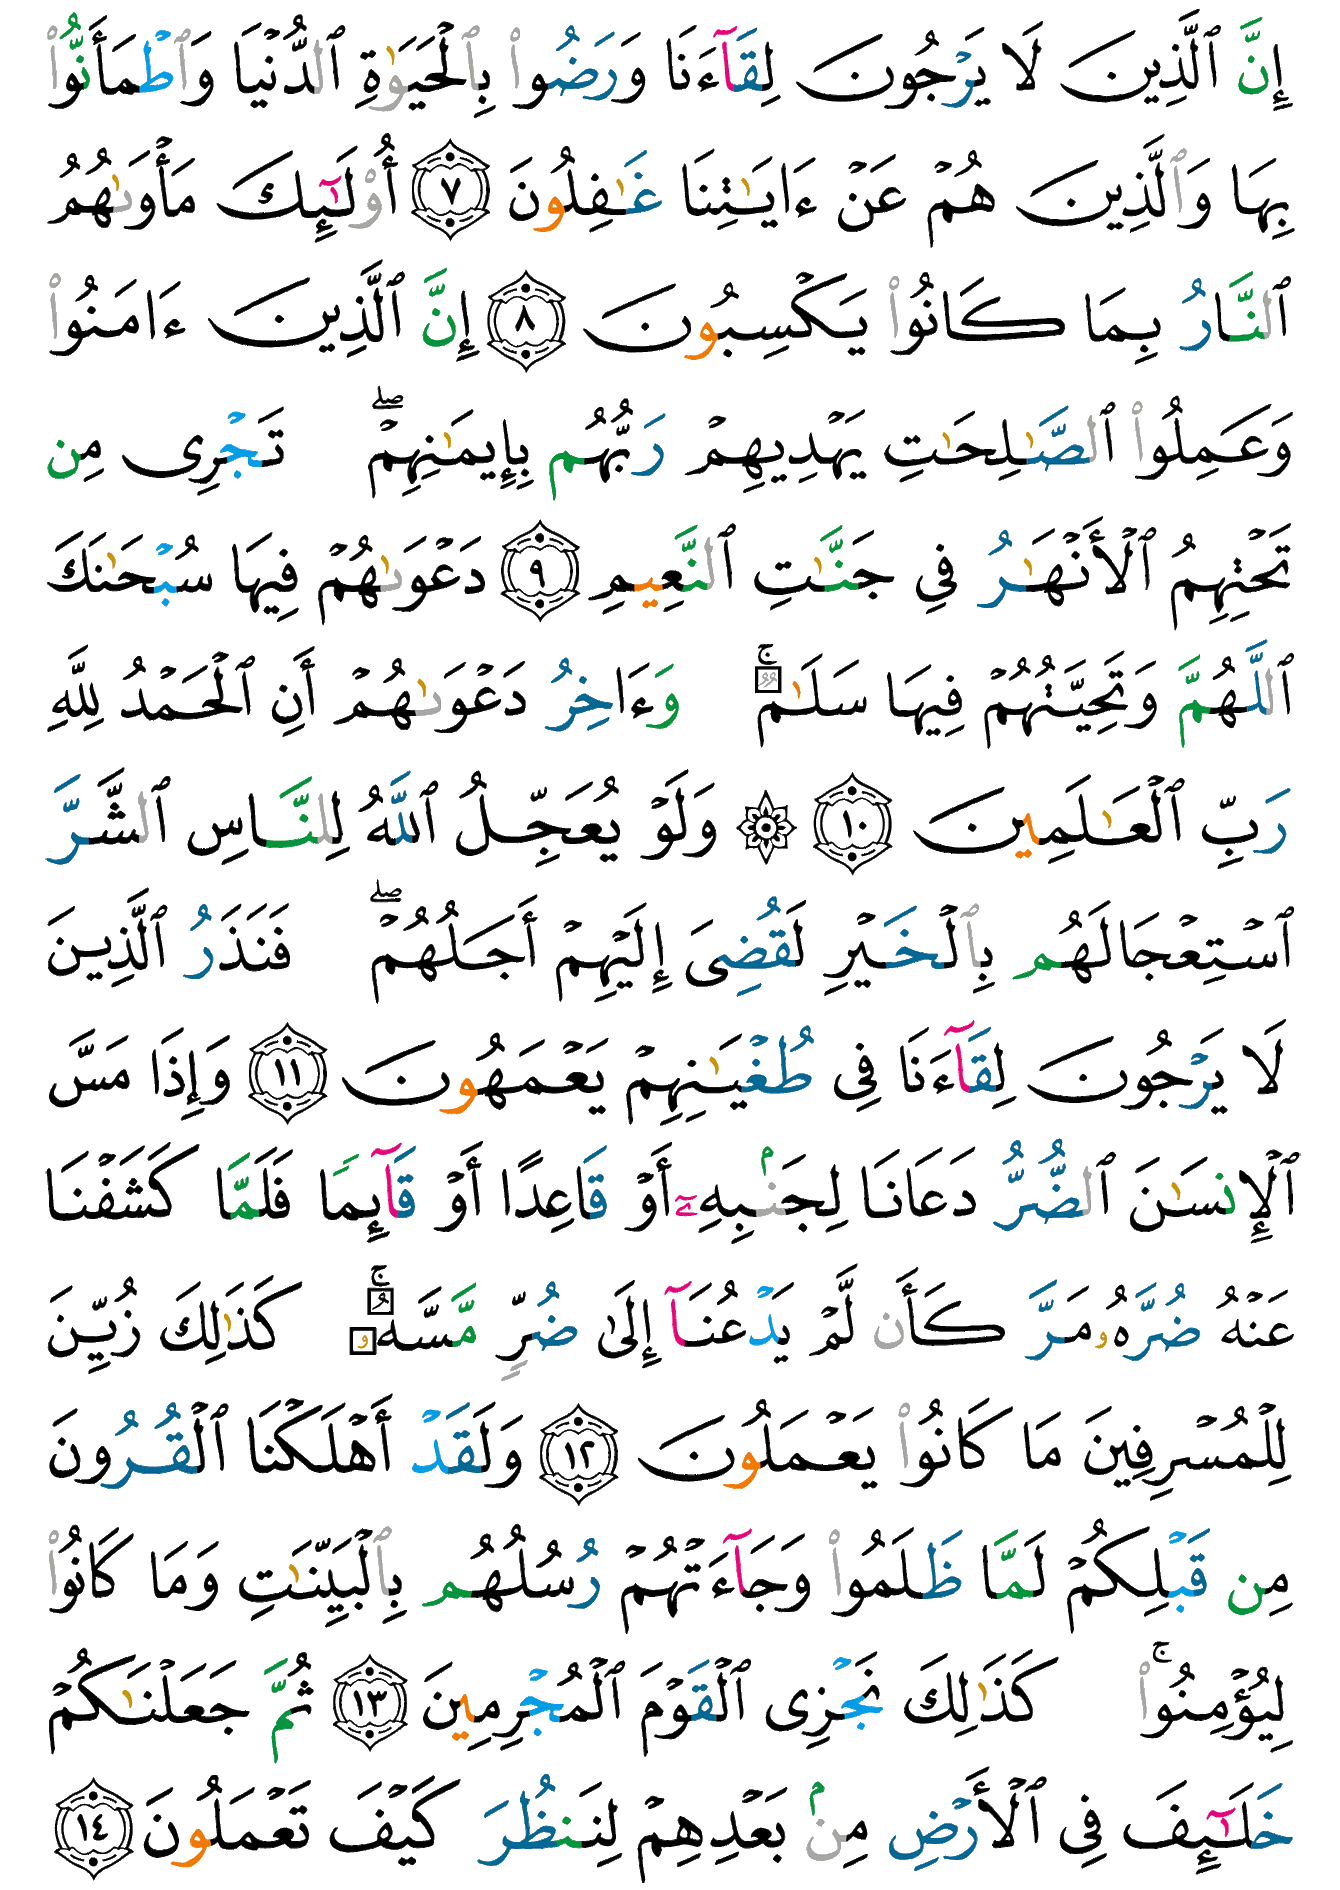 إِنَّ ٱلَّذِينَ لَا يَرْجُونَ لِقَآءَنَا وَرَضُوا۟ بِٱلْحَيَوٰةِ ٱلدُّنْيَا وَٱطْمَأَنُّوا۟
بِهَا وَٱلَّذِينَ هُمْ عَنْ ءَايَـٰتِنَا غَـٰفِلُونَ ٧ أُو۟لَـٰٓئِكَ مَأْوَىٰهُمُ
ٱلنَّارُ بِمَا كَانُوا۟ يَكْسِبُونَ ٨ إِنَّ ٱلَّذِينَ ءَامَنُوا۟
وَعَمِلُوا۟ ٱلصَّـٰلِحَـٰتِ يَهْدِيهِمْ رَبُّهُم بِإِيمَـٰنِهِمْ ۖ تَجْرِى مِن
تَحْتِهِمُ ٱلْأَنْهَـٰرُ فِى جَنَّـٰتِ ٱلنَّعِيمِ ٩ دَعْوَىٰهُمْ فِيهَا سُبْحَـٰنَكَ
ٱللَّهُمَّ وَتَحِيَّتُهُمْ فِيهَا سَلَـٰمٌ ۚ وَءَاخِرُ دَعْوَىٰهُمْ أَنِ ٱلْحَمْدُ لِلَّهِ
رَبِّ ٱلْعَـٰلَمِينَ ١٠ ۞ وَلَوْ يُعَجِّلُ ٱللَّهُ لِلنَّاسِ ٱلشَّرَّ
ٱسْتِعْجَالَهُم بِٱلْخَيْرِ لَقُضِىَ إِلَيْهِمْ أَجَلُهُمْ ۖ فَنَذَرُ ٱلَّذِينَ
لَا يَرْجُونَ لِقَآءَنَا فِى طُغْيَـٰنِهِمْ يَعْمَهُونَ ١١ وَإِذَا مَسَّ
ٱلْإِنسَـٰنَ ٱلضُّرُّ دَعَانَا لِجَنۢبِهِۦٓ أَوْ قَاعِدًا أَوْ قَآئِمًا فَلَمَّا كَشَفْنَا
عَنْهُ ضُرَّهُۥ مَرَّ كَأَن لَّمْ يَدْعُنَآ إِلَىٰ ضُرٍّ مَّسَّهُۥ ۚ كَذَٰلِكَ زُيِّنَ
لِلْمُسْرِفِينَ مَا كَانُوا۟ يَعْمَلُونَ ١٢ وَلَقَدْ أَهْلَكْنَا ٱلْقُرُونَ
مِن قَبْلِكُمْ لَمَّا ظَلَمُوا۟ وَجَآءَتْهُمْ رُسُلُهُم بِٱلْبَيِّنَـٰتِ وَمَا كَانُوا۟
لِيُؤْمِنُوا۟ ۚ كَذَٰلِكَ نَجْزِى ٱلْقَوْمَ ٱلْمُجْرِمِينَ ١٣ ثُمَّ جَعَلْنَـٰكُمْ
خَلَـٰٓئِفَ فِى ٱلْأَرْضِ مِنۢ بَعْدِهِمْ لِنَنظُرَ كَيْفَ تَعْمَلُونَ ١٤